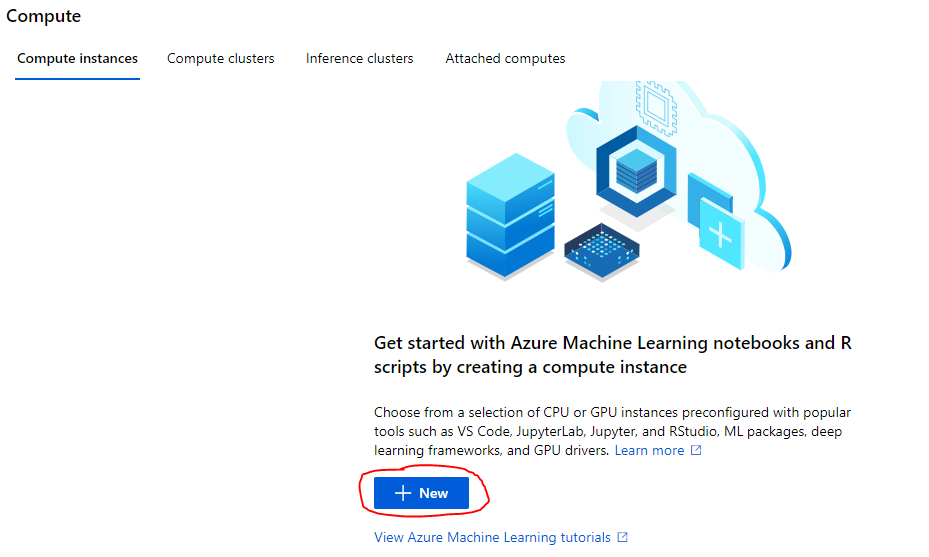 Compute
Compute instances Compute clusters Inference clusters Attached computes
Get started with Azure Machine Learning notebooks and R
scripts by creating a compute instance
Choose from a selection of CPU or GPU instances preconfigured with popular
tools such as VS Code, JupyterLab, Jupyter, and RStudio, ML packages, deep
learning frameworks, and GPU drivers. Learn more
New
View Azure Machine Learning tutorials